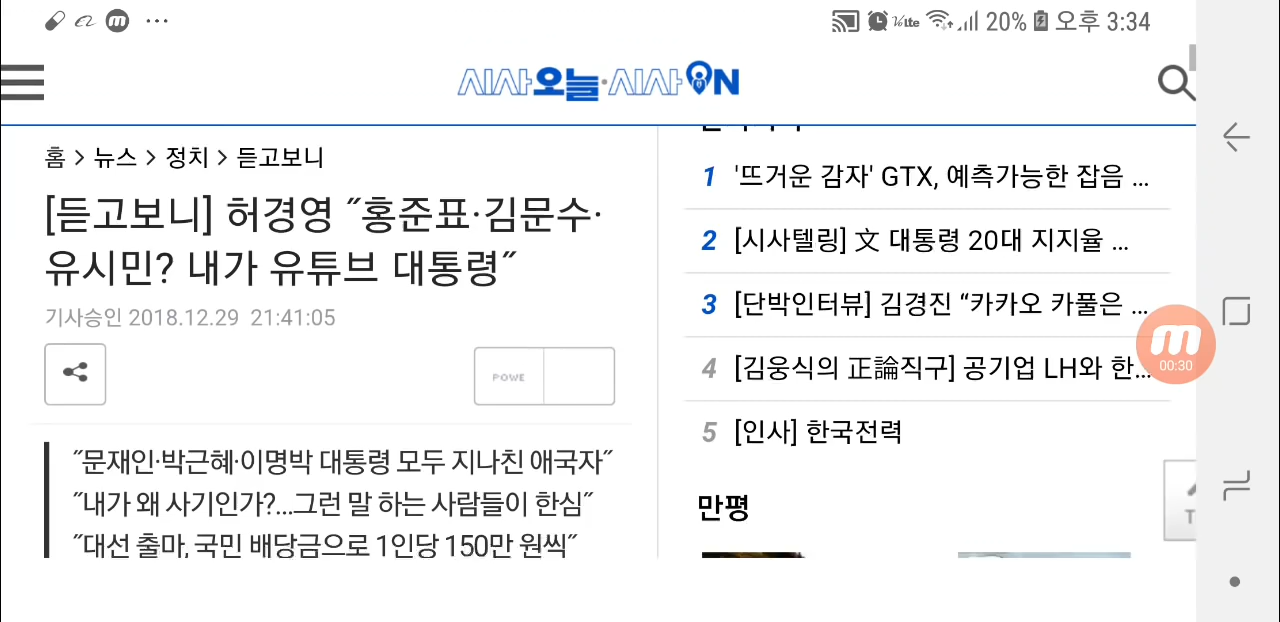 20% 오후 3:34
시사오늘·시사ON
홈 > 뉴스 > 정치 > 듣고보니
[듣고보니] 허경영 ″홍준표·김문수·
유시민? 내가 유튜브 대통령″
기사승인 2018.12.29 21:41:05
POWE
″문재인·박근혜·이명박 대통령 모두 지나친 애국자″
″내가 왜 사기인가?...그런 말 하는 사람들이 한심″
″대선 출마, 국민 배당금으로 1인당 150만 원씩″
1 '뜨거운 감자' GTX, 예측가능한 잡음 ...
2 [시사텔링] 文 대통령 20대 지지율 ...
3 [단박인터뷰] 김경진 “카카오 카풀은 ...
4 [김웅식의 正論직구] 공기업 LH와 한...
5 [인사] 한국전력
만평
m
00:30
T